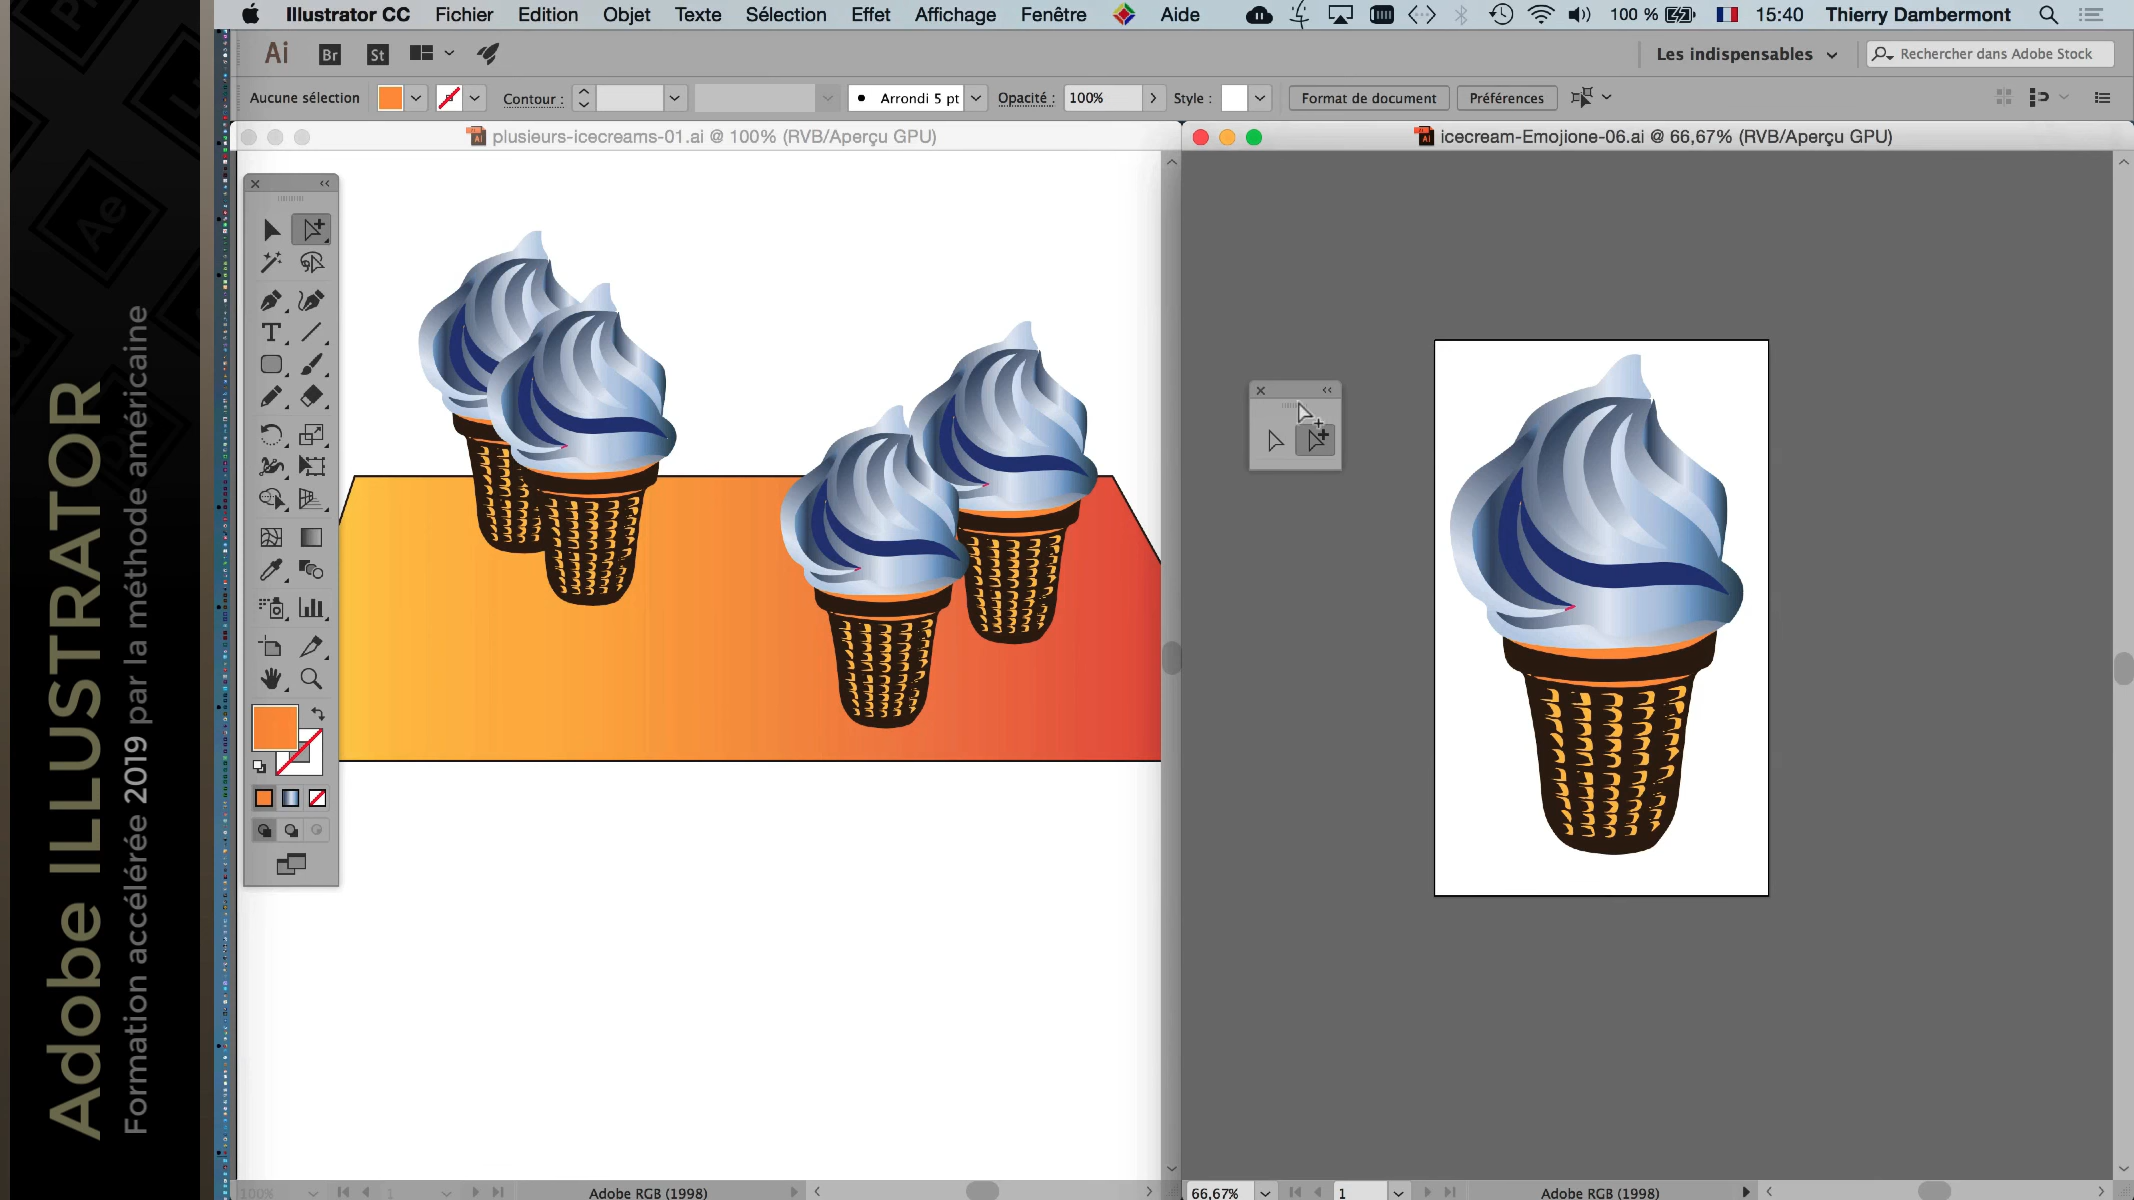 Adobe ILLUSTRATOR
Formation accélérée 2019 par la méthode américaine
Illustrator CC Fichier Edition Objet Texte Sélection Effet Affichage Fenêtre Aide 100 % 15:40 Thierry Dambermont
Ai Br St Les indispensables Rechercher dans Adobe Stock
Aucune sélection Contour : Arrondi 5 pt Opacité : 100% Style : Format de document Préférences
plusieurs-icecreams-01.ai @ 100% (RVB/Aperçu GPU)
icecream-Emojione-06.ai @ 66,67% (RVB/Aperçu GPU)
100% 1 Adobe RGB (1998)
66,67% 1 Adobe RGB (1998)
Ae